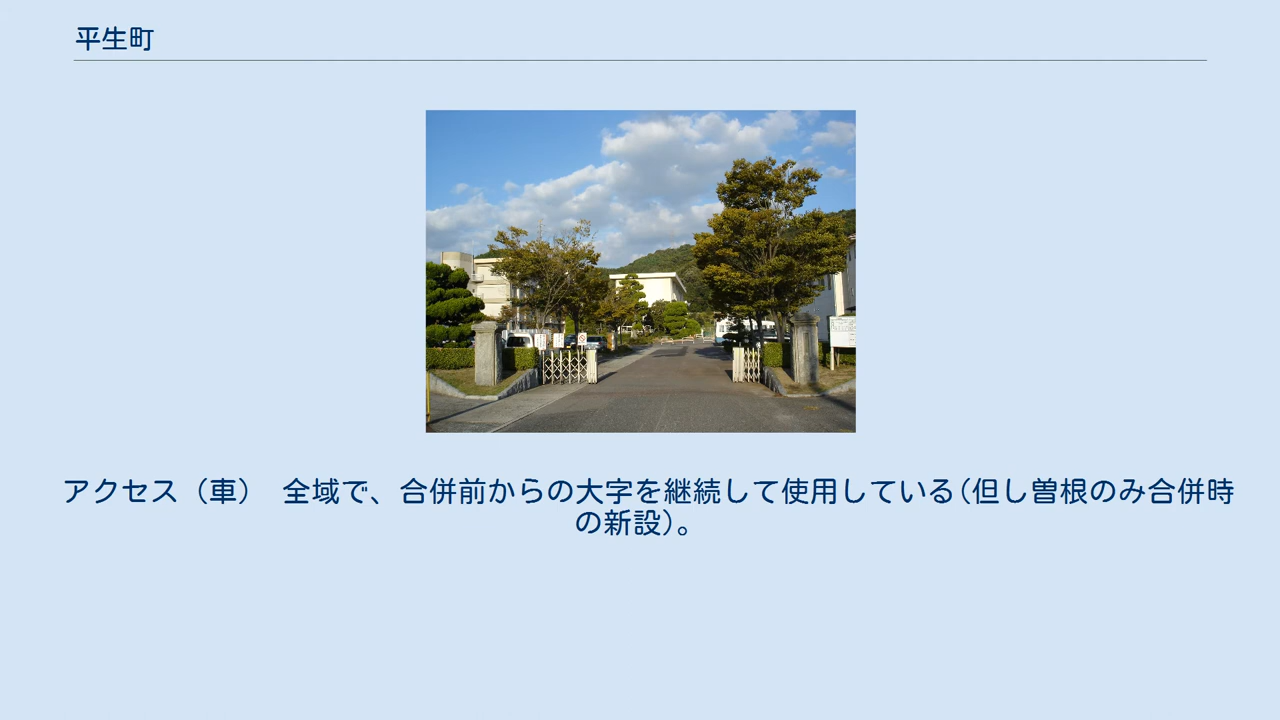 平生町
アクセス（車）　全域で、合併前からの大字を継続して使用している(但し曽根のみ合併時
の新設)。